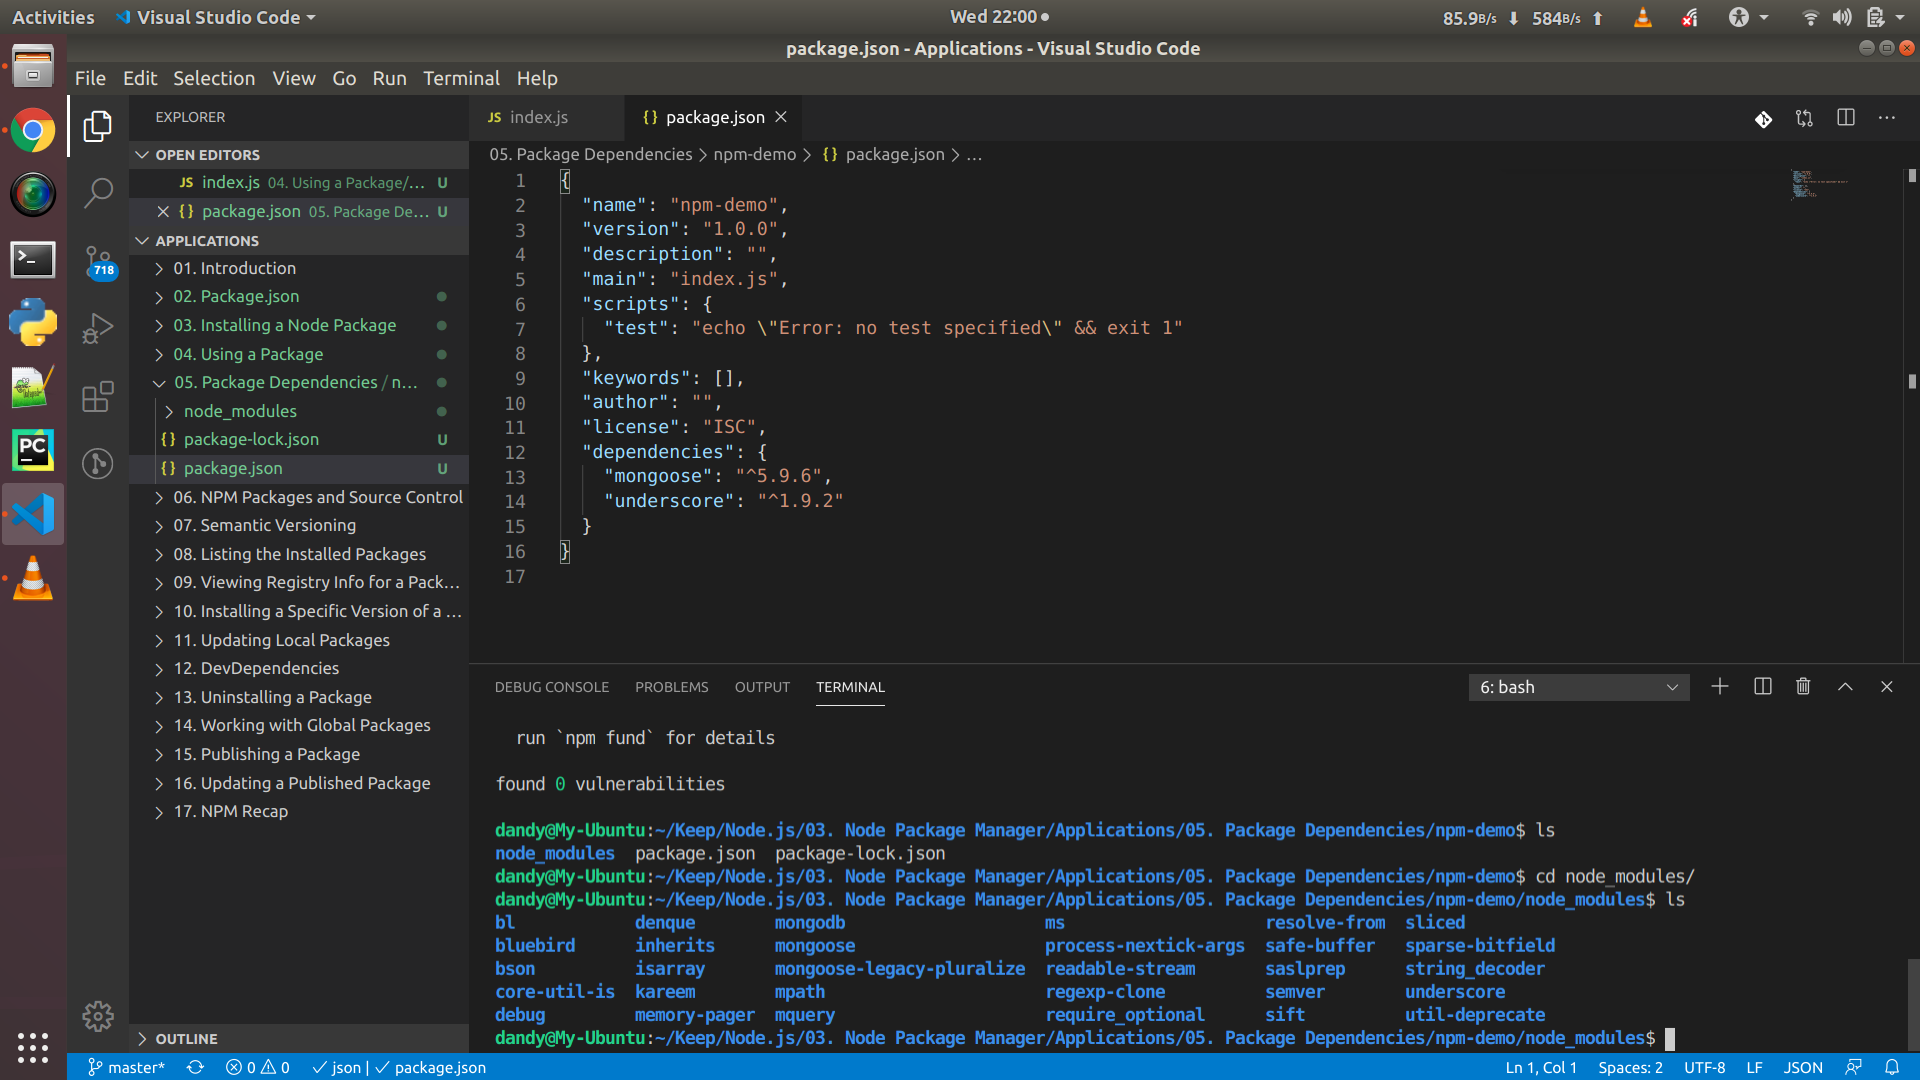 Activities Visual Studio Code Wed 22:00 85.9B/s 584B/s
package.json - Applications - Visual Studio Code
File Edit Selection View Go Run Terminal Help
EXPLORER
OPEN EDITORS
JS index.js 04. Using a Package/... U
{} package.json 05. Package De... U
APPLICATIONS
01. Introduction
02. Package.json
03. Installing a Node Package
04. Using a Package
05. Package Dependencies / n...
node_modules
{} package-lock.json U
{} package.json U
06. NPM Packages and Source Control
07. Semantic Versioning
08. Listing the Installed Packages
09. Viewing Registry Info for a Pack...
10. Installing a Specific Version of a ...
11. Updating Local Packages
12. DevDependencies
13. Uninstalling a Package
14. Working with Global Packages
15. Publishing a Package
16. Updating a Published Package
17. NPM Recap
OUTLINE
718
PC
JS index.js {} package.json
05. Package Dependencies > npm-demo > {} package.json > ...
1 {
2 "name": "npm-demo",
3 "version": "1.0.0",
4 "description": "",
5 "main": "index.js",
6 "scripts": {
7 "test": "echo \"Error: no test specified\" && exit 1"
8 },
9 "keywords": [],
10 "author": "",
11 "license": "ISC",
12 "dependencies": {
13 "mongoose": "^5.9.6",
14 "underscore": "^1.9.2"
15 }
16 }
17
DEBUG CONSOLE PROBLEMS OUTPUT TERMINAL 6: bash
run `npm fund` for details
found 0 vulnerabilities
dandy@My-Ubuntu:~/Keep/Node.js/03. Node Package Manager/Applications/05. Package Dependencies/npm-demo$ ls
node_modules package.json package-lock.json
dandy@My-Ubuntu:~/Keep/Node.js/03. Node Package Manager/Applications/05. Package Dependencies/npm-demo$ cd node_modules/
dandy@My-Ubuntu:~/Keep/Node.js/03. Node Package Manager/Applications/05. Package Dependencies/npm-demo/node_modules$ ls
bl denque mongodb ms resolve-from sliced
bluebird inherits mongoose process-nextick-args safe-buffer sparse-bitfield
bson isarray mongoose-legacy-pluralize readable-stream saslprep string_decoder
core-util-is kareem mpath regexp-clone semver underscore
debug memory-pager mquery require_optional sift util-deprecate
dandy@My-Ubuntu:~/Keep/Node.js/03. Node Package Manager/Applications/05. Package Dependencies/npm-demo/node_modules$
master* 0 0 json | package.json Ln 1, Col 1 Spaces: 2 UTF-8 LF JSON